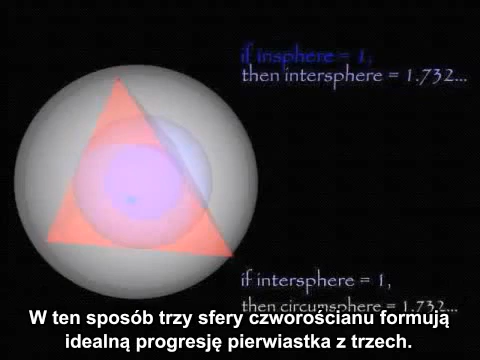 if insphere = 1,
then intersphere = 1.732...
if intersphere = 1,
then circumsphere = 1.732...
W ten sposób trzy sfery czworościanu formują
idealną progresję pierwiastka z trzech.